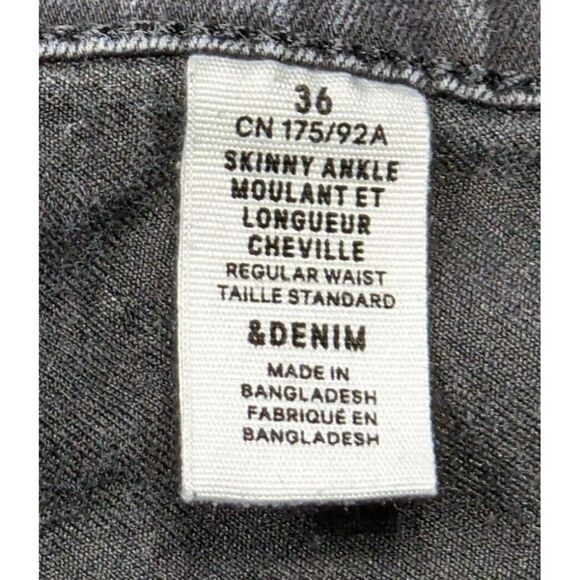 36
CN 175/92A
SKINNY ANKLE
MOULANT ET
LONGUEUR
CHEVILLE
REGULAR WAIST
TAILLE STANDARD
&DENIM
MADE IN
BANGLADESH
FABRIQUÉ EN
BANGLADESH